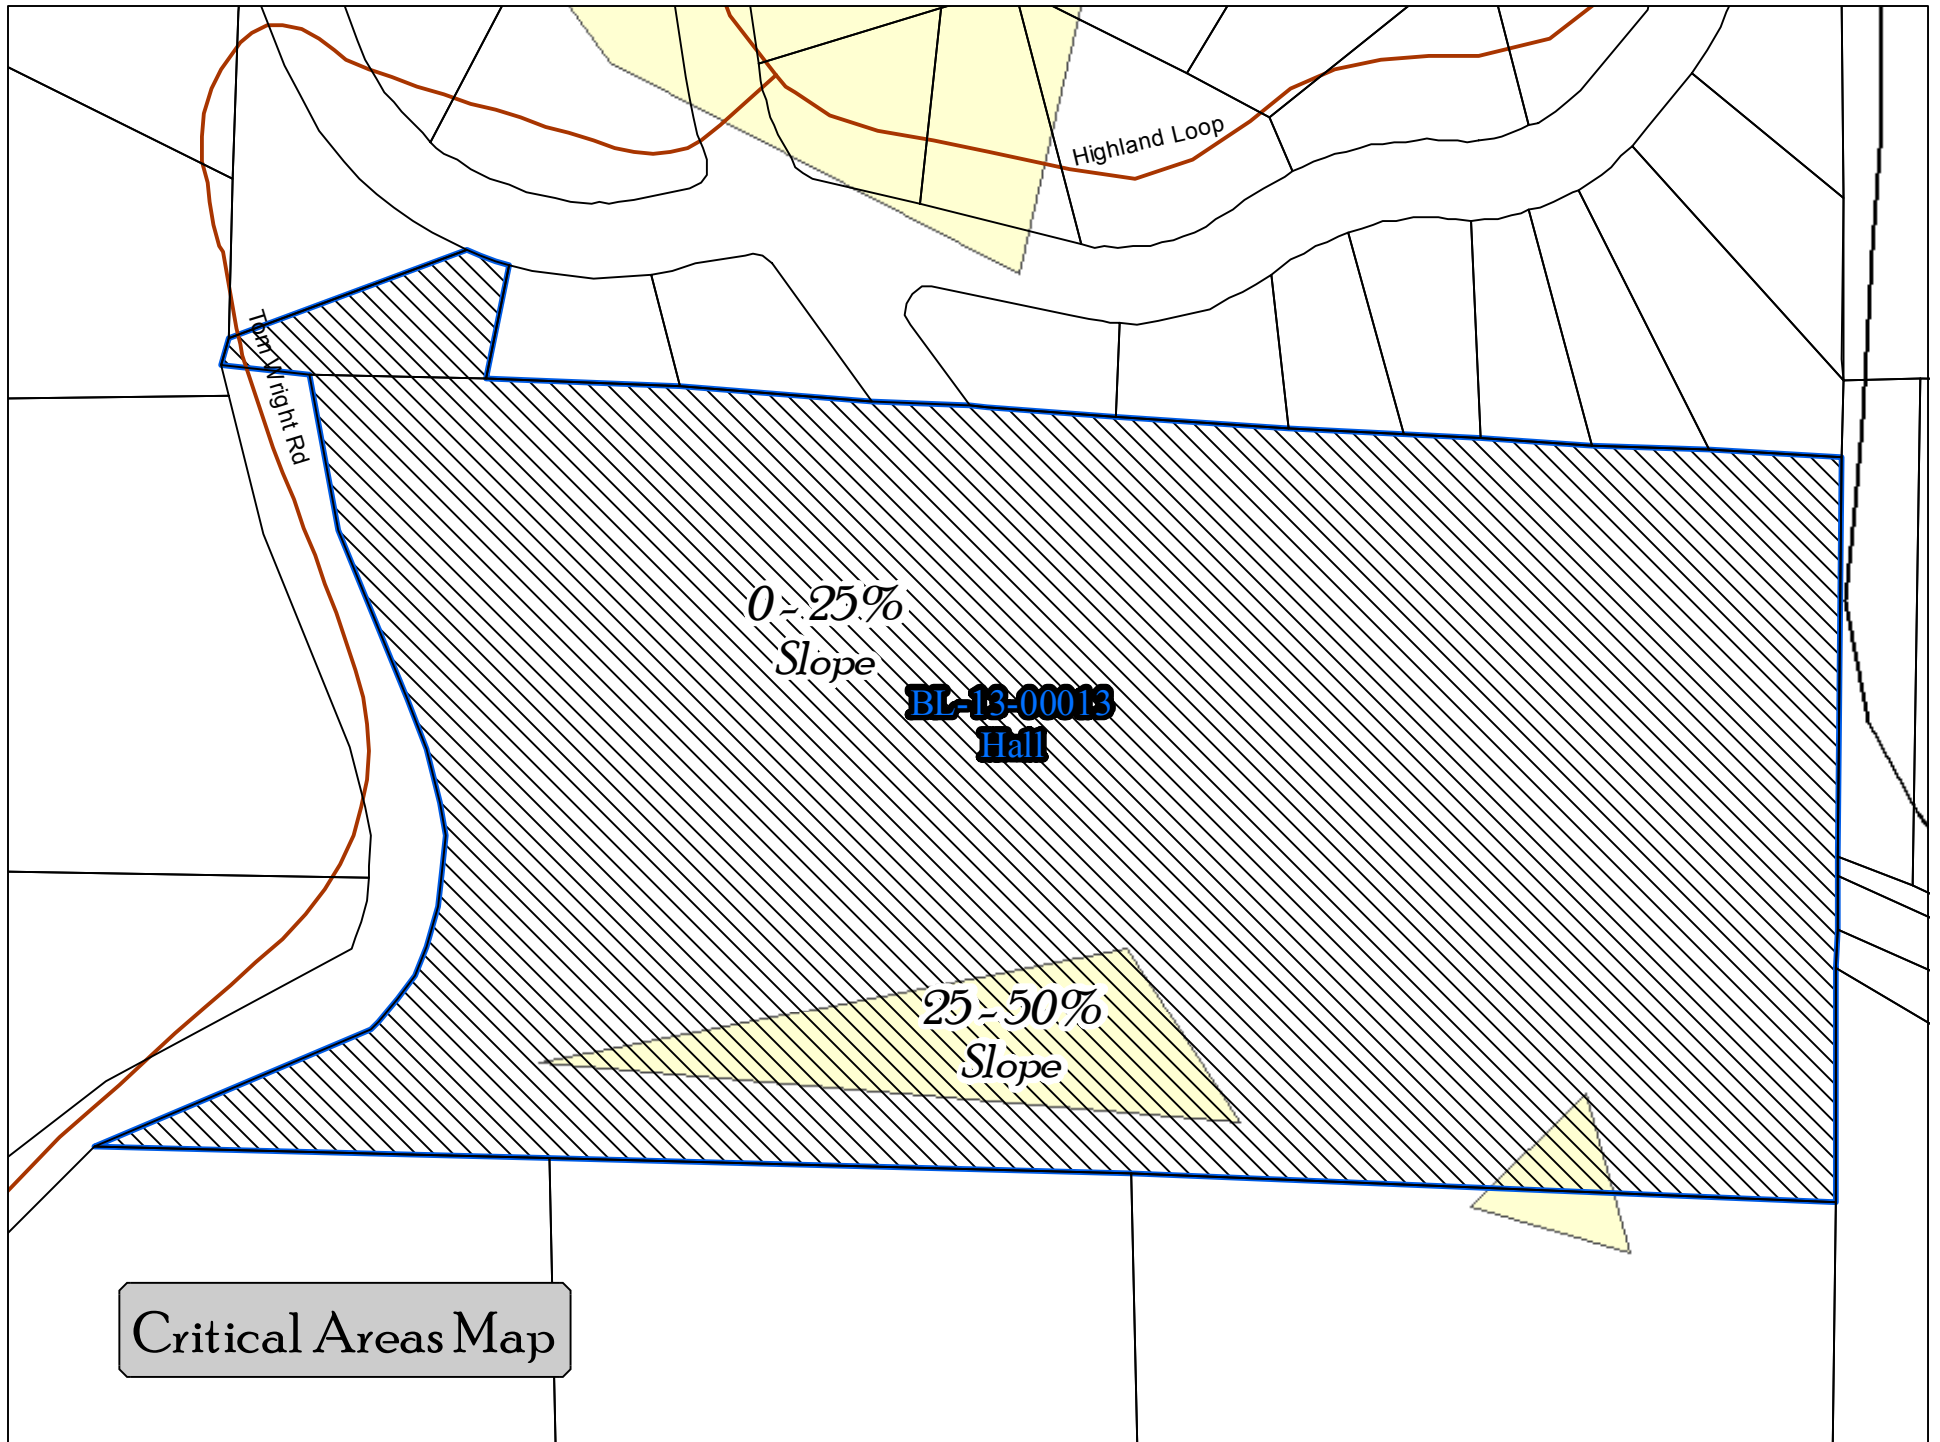 Highland Loop
Tom Wright Rd
0 - 25%
Slope
BL-13-00013
Hall
25 - 50%
Slope
Critical Areas Map